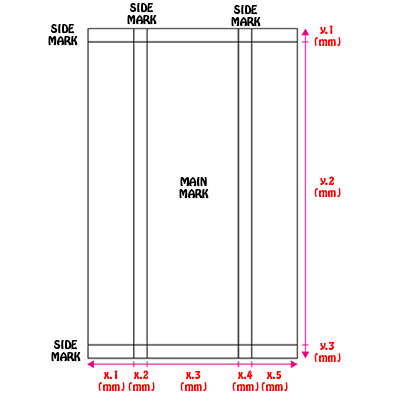 SIDE
MARK
SIDE
MARK
SIDE
MARK
y.1
(mm)
MAIN
MARK
y.2
(mm)
SIDE
MARK
y.3
(mm)
x.1
(mm)
x.2
(mm)
x.3
(mm)
x.4
(mm)
x.5
(mm)